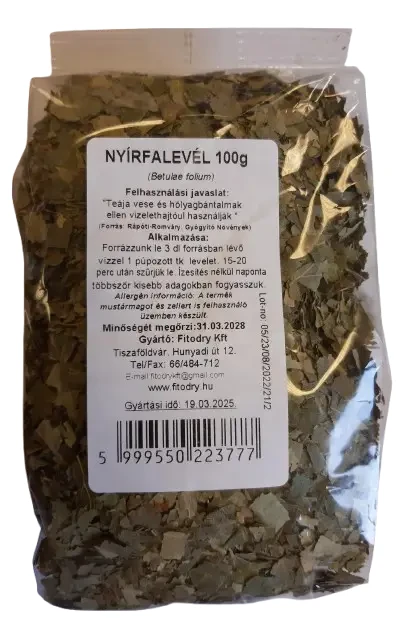 NYÍRFALEVÉL 100g
(Betulae folium)
Felhasználási javaslat:
"Teája vese és hólyagbántalmak
ellen vizelethajtóul használják "
(Forrás: Rápóti-Romváry, Gyógyító Növények)
Alkalmazása:
Forrázzunk le 3 dl forrásban lévő
vízzel 1 púpozott tk. levelet. 15-20
perc után szűrjük le. Ízesítés nélkül naponta
többször kisebb adagokban fogyasszuk.
Allergén információ: A termék
mustármagot és zellert is felhasználó
üzemben készült.
Minőségét megőrzi:31.03.2028
Gyártó: Fitodry Kft
Tiszaföldvár, Hunyadi út 12.
Tel/Fax: 66/484-712
E-mail:fitodrykft@gmail.com
www.fitodry.hu
Gyártási idő: 19.03.2025.
5 999550 223777
Lot-no: 05/23/08/2022/21/2